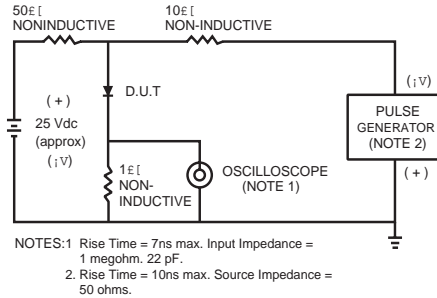 50£[
NONINDUCTIVE
10£[
NON-INDUCTIVE
D.U.T
(+)
25 Vdc
(approx)
(¡V)
1£[
NON-
INDUCTIVE
OSCILLOSCOPE
(NOTE 1)
(¡V)
PULSE
GENERATOR
(NOTE 2)
(+)
NOTES:1 Rise Time = 7ns max. Input Impedance =
1 megohm. 22 pF.
2. Rise Time = 10ns max. Source Impedance =
50 ohms.